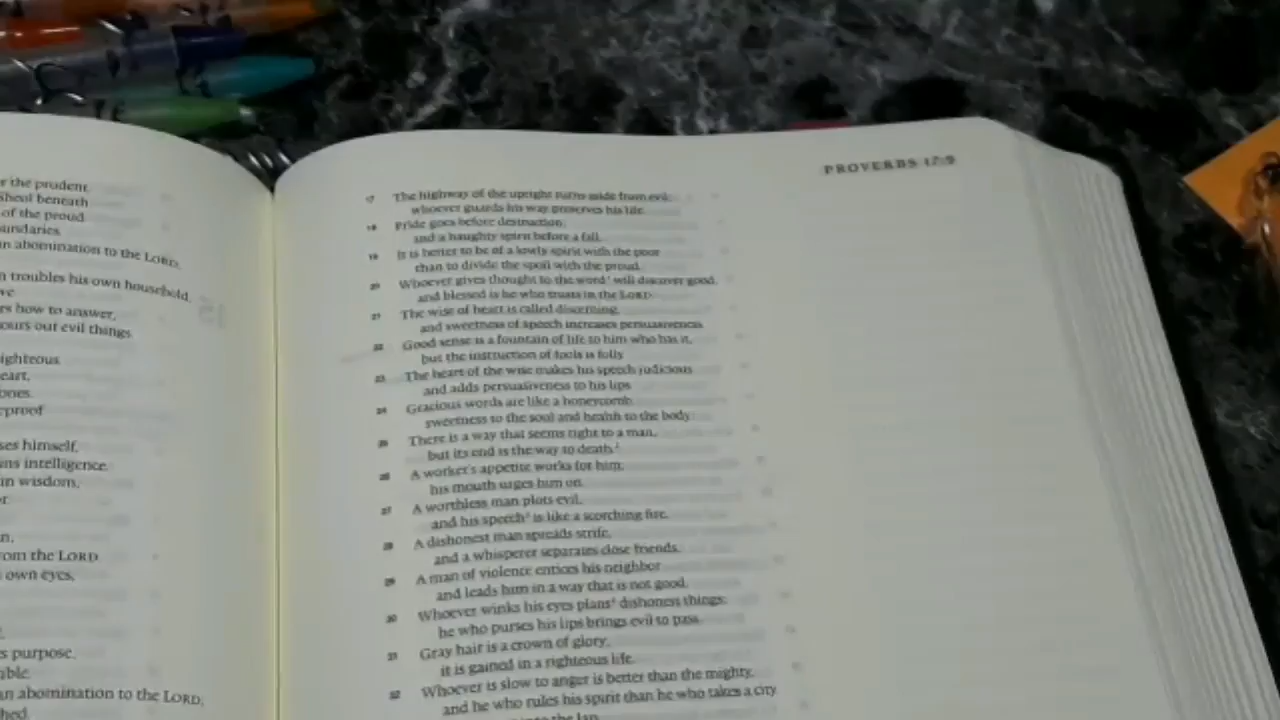 r the prudent,
Sheol beneath
of the proud
undaries.
an abomination to the LORD,
n troubles his own household,
ve.
rs how to answer,
ours out evil things.
ighteous.
eart,
bones.
eproof
ses himself,
ins intelligence.
in wisdom,
or.
n,
rom the LORD.
own eyes,
s purpose,
uble.
an abomination to the LORD,
hed.
PROVERBS 17:9
17 The highway of the upright turns aside from evil;
whoever guards his way preserves his life.
18 Pride goes before destruction,
and a haughty spirit before a fall.
19 It is better to be of a lowly spirit with the poor
than to divide the spoil with the proud.
20 Whoever gives thought to the word¹ will discover good,
and blessed is he who trusts in the LORD.
21 The wise of heart is called discerning,
and sweetness of speech increases persuasiveness.
22 Good sense is a fountain of life to him who has it,
but the instruction of fools is folly.
23 The heart of the wise makes his speech judicious
and adds persuasiveness to his lips.
24 Gracious words are like a honeycomb,
sweetness to the soul and health to the body.
25 There is a way that seems right to a man,
but its end is the way to death.²
26 A worker's appetite works for him;
his mouth urges him on.
27 A worthless man plots evil,
and his speech³ is like a scorching fire.
28 A dishonest man spreads strife,
and a whisperer separates close friends.
29 A man of violence entices his neighbor
and leads him in a way that is not good.
30 Whoever winks his eyes plans⁴ dishonest things;
he who purses his lips brings evil to pass.
31 Gray hair is a crown of glory;
it is gained in a righteous life.
32 Whoever is slow to anger is better than the mighty,
and he who rules his spirit than he who takes a city.
into the lap,